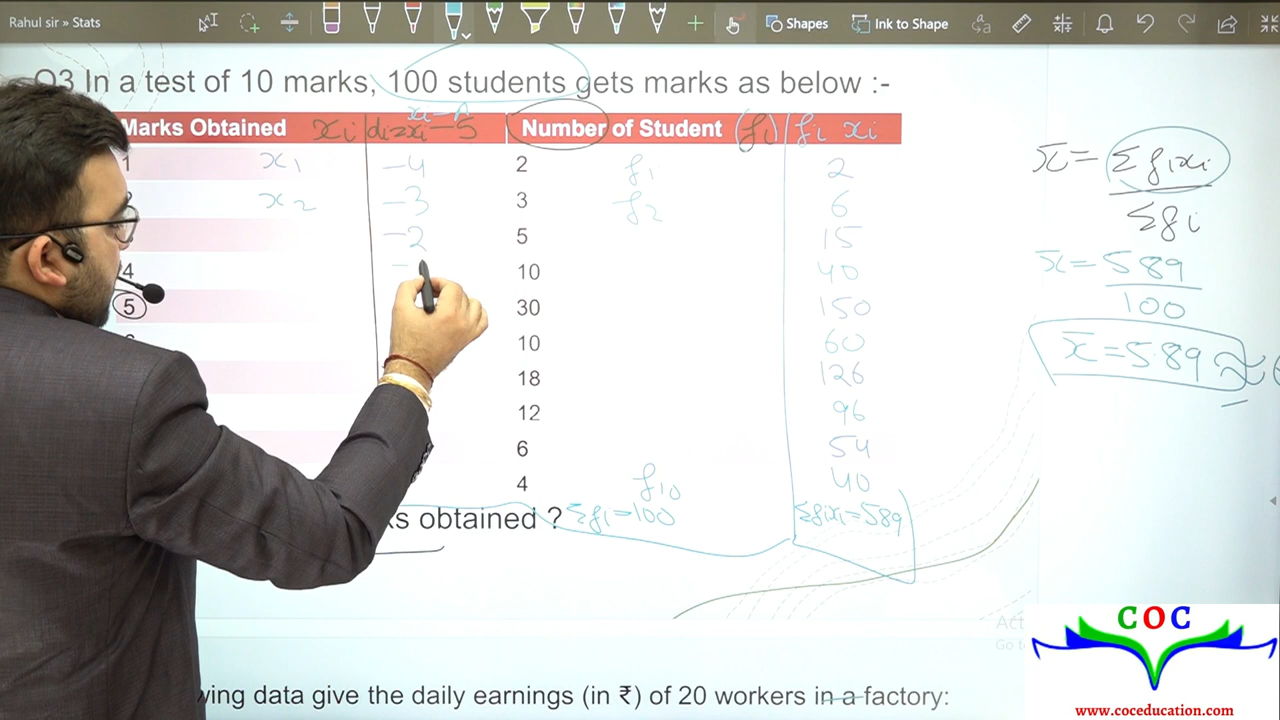 Rahul sir » Stats
Shapes
Ink to Shape
Q3 In a test of 10 marks, 100 students gets marks as below :-
Marks Obtained xi di=xi-5 Number of Student (fi) fi xi
xi-A
1 x1 -4 2 f1 2
x2 -3 3 f2 6
-2 5 15
4 - 10 40
5 30 150
10 60
18 126
12 96
6 54
4 f10 40
obtained ? Σfi=100 Σfixi=589
x̄ = Σfixi
Σfi
x̄ = 589
100
x̄ = 5.89 ≈
wing data give the daily earnings (in ₹) of 20 workers in a factory:
Go to
COC
www.coceducation.com